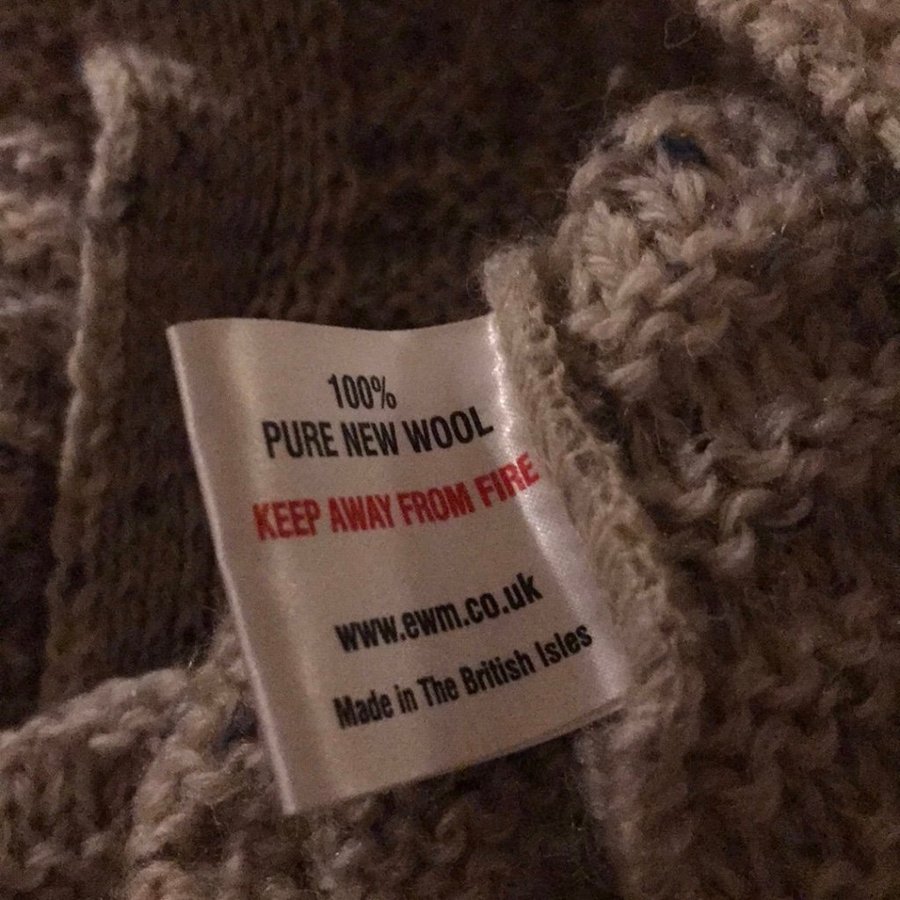 100%
PURE NEW WOOL
KEEP AWAY FROM FIRE
www.ewm.co.uk
Made in The British Isles